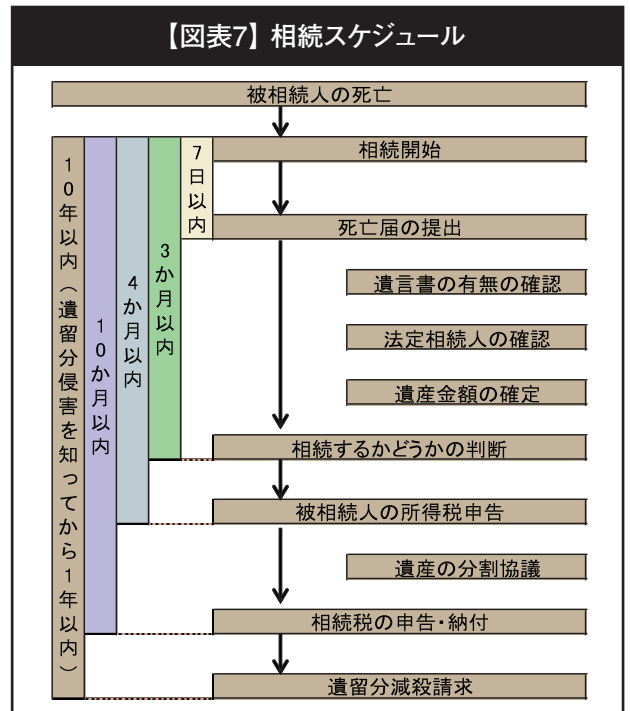 【図表7】相続スケジュール
被相続人の死亡
相続開始
7日以内
死亡届の提出
3か月以内
4か月以内
10か月以内
10年以内（遺留分侵害を知ってから1年以内）
遺言書の有無の確認
法定相続人の確認
遺産金額の確定
相続するかどうかの判断
被相続人の所得税申告
遺産の分割協議
相続税の申告・納付
遺留分減殺請求